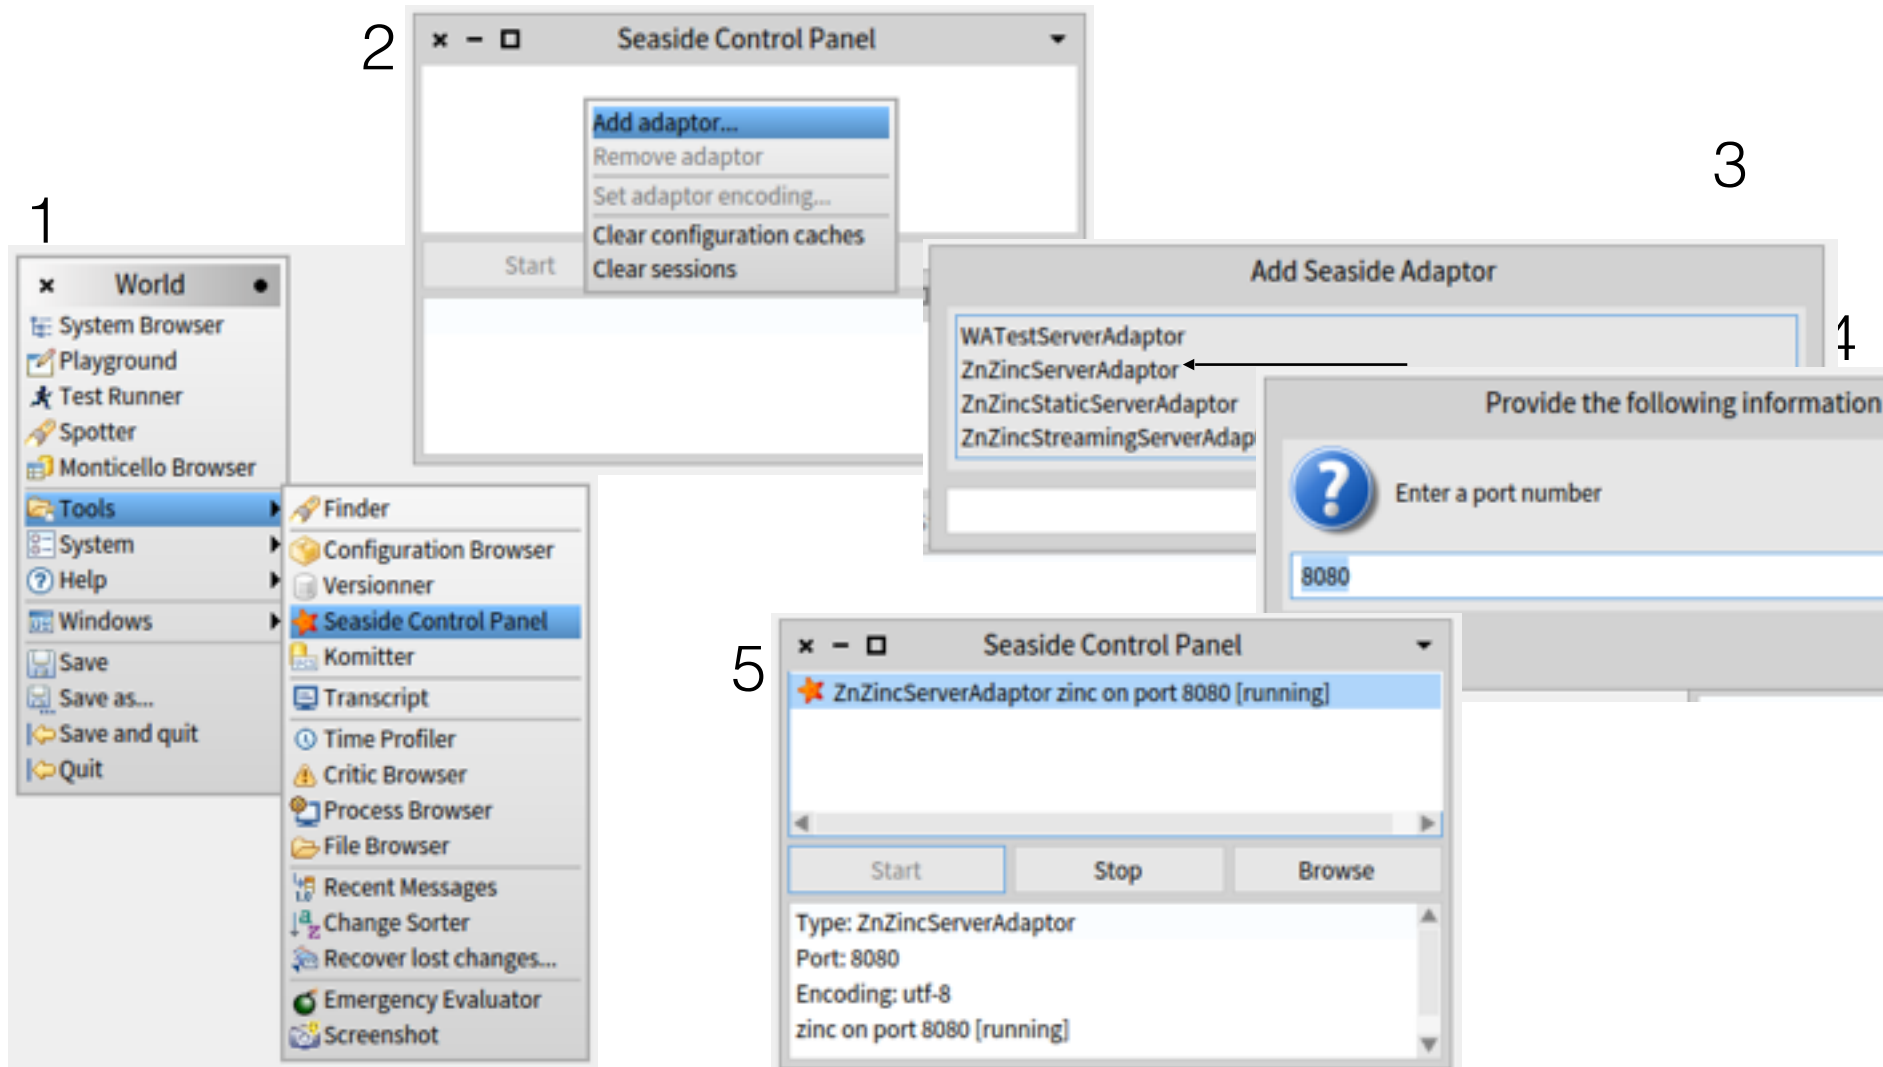 1
World
System Browser
Playground
Test Runner
Spotter
Monticello Browser
Tools
System
Help
Windows
Save
Save as...
Save and quit
Quit
Finder
Configuration Browser
Versionner
Seaside Control Panel
Komitter
Transcript
Time Profiler
Critic Browser
Process Browser
File Browser
Recent Messages
Change Sorter
Recover lost changes...
Emergency Evaluator
Screenshot
2
Seaside Control Panel
Add adaptor...
Remove adaptor
Set adaptor encoding...
Clear configuration caches
Clear sessions
Start
3
Add Seaside Adaptor
WATestServerAdaptor
ZnZincServerAdaptor
ZnZincStaticServerAdaptor
ZnZincStreamingServerAdap
4
Provide the following information
Enter a port number
8080
5
Seaside Control Panel
ZnZincServerAdaptor zinc on port 8080 [running]
Start Stop Browse
Type: ZnZincServerAdaptor
Port: 8080
Encoding: utf-8
zinc on port 8080 [running]